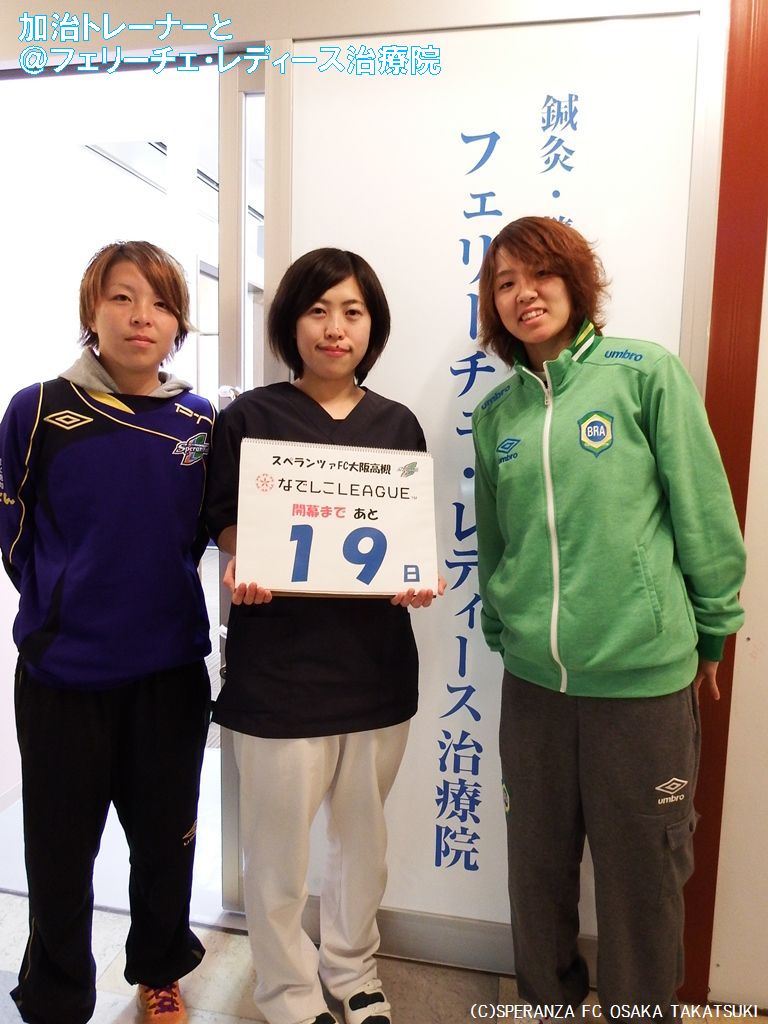 加治トレーナーと
@フェリーチェ・レディース治療院
鍼灸・
フェリーチェ・レディース治療院
umbro
umbro
BRA
Speranza
スペランツァFC大阪高槻
なでしこLEAGUE
開幕まで あと
19日
umbro
(C)SPERANZA FC OSAKA TAKATSUKI